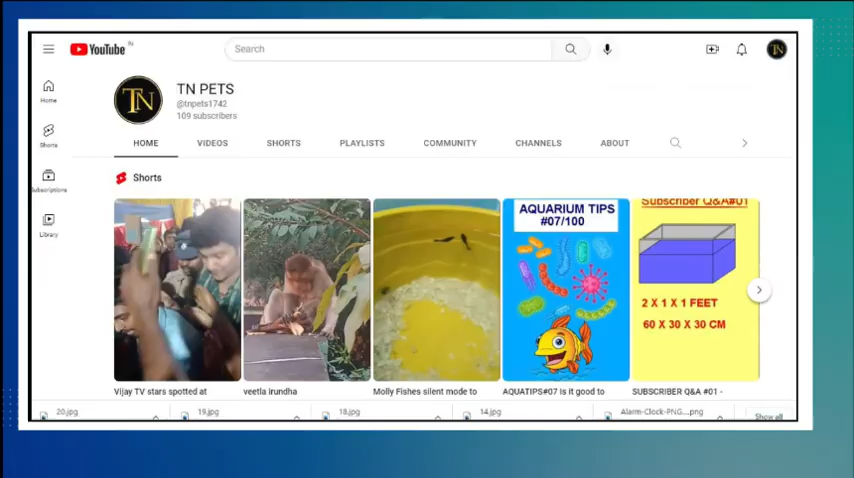 YouTube IN
Search
TN
Home
Shorts
Subscriptions
Library
TN
TN PETS
@tnpets1742
109 subscribers
HOME VIDEOS SHORTS PLAYLISTS COMMUNITY CHANNELS ABOUT
Shorts
AQUARIUM TIPS
#07/100
Subscriber Q&A#01
2 X 1 X 1 FEET
60 X 30 X 30 CM
Vijay TV stars spotted at
veetla irundha
Molly Fishes silent mode to
AQUATIPS#07 Is it good to
SUBSCRIBER Q&A #01 -
20.jpg 19.jpg 18.jpg 14.jpg Alarm-Clock-PNG....png Show all